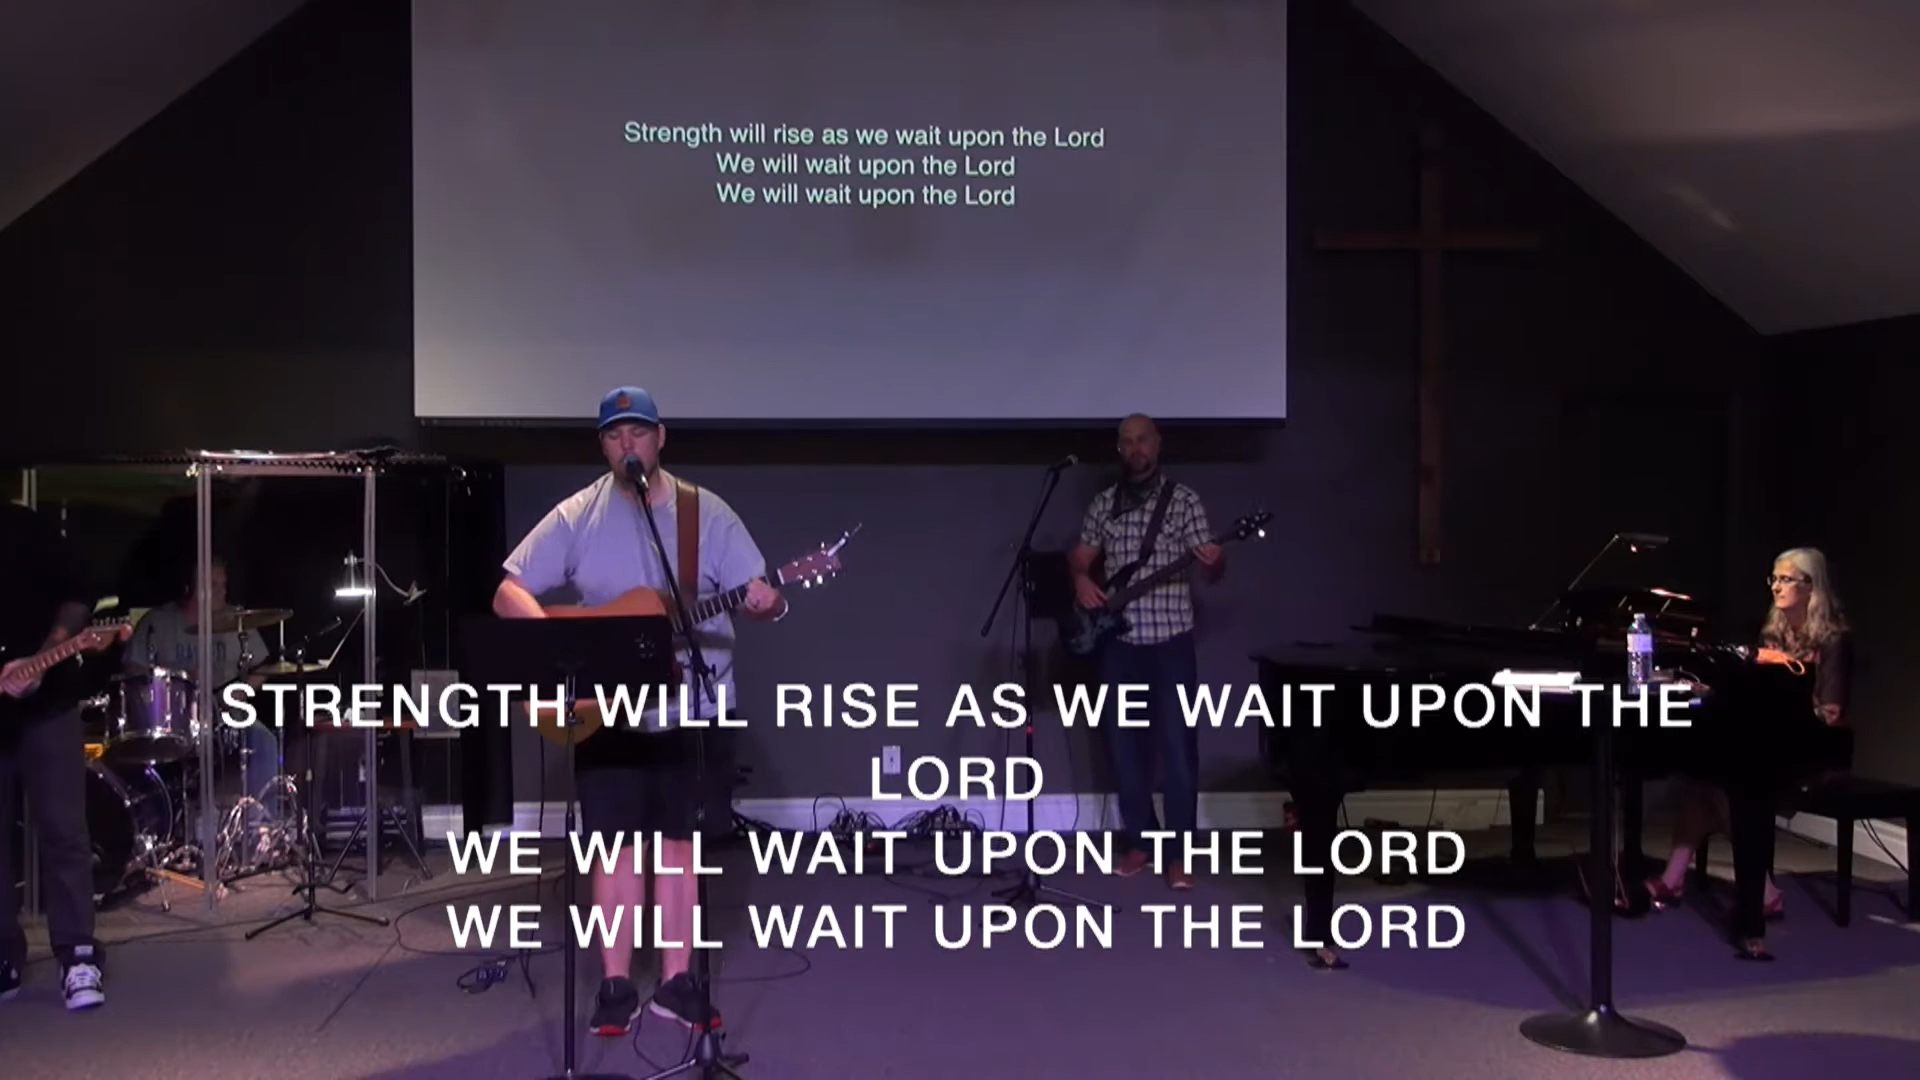 Strength will rise as we wait upon the Lord
We will wait upon the Lord
We will wait upon the Lord
STRENGTH WILL RISE AS WE WAIT UPON THE
LORD
WE WILL WAIT UPON THE LORD
WE WILL WAIT UPON THE LORD